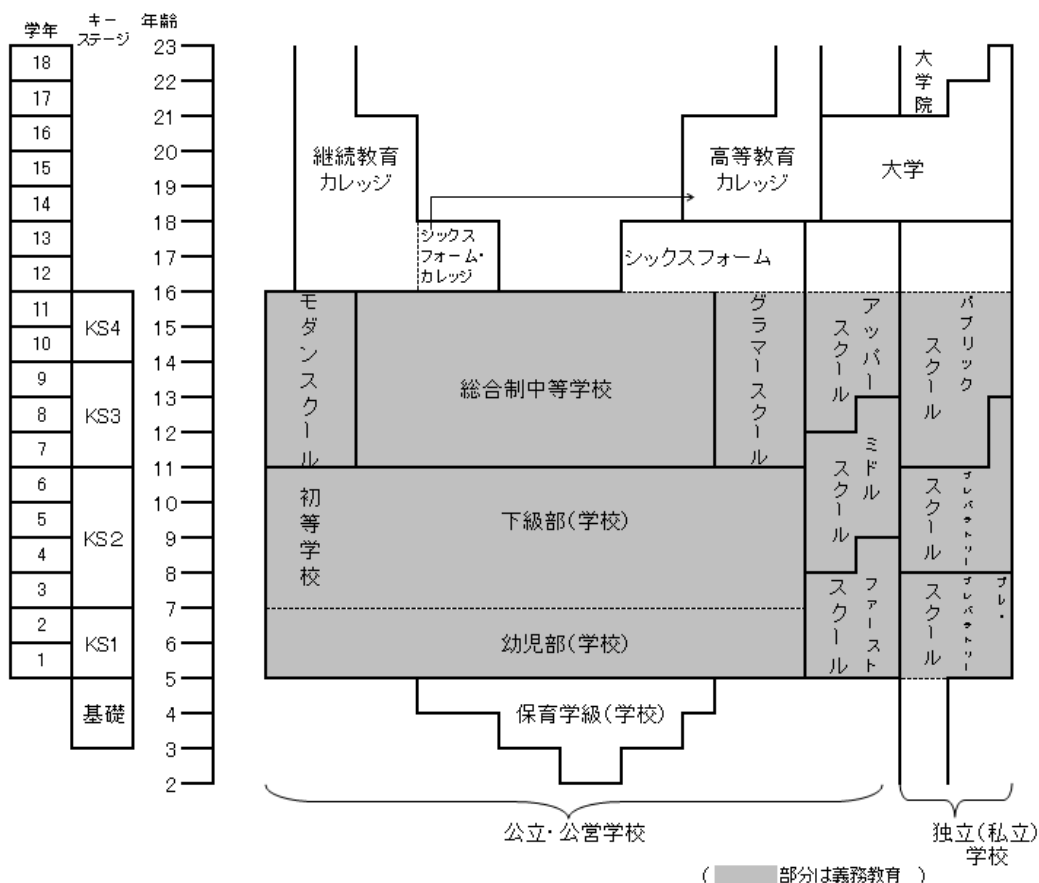 学年
キー
ステージ
年齢
18
17
16
15
14
13
12
11
10
9
8
7
6
5
4
3
2
1
KS4
KS3
KS2
KS1
基礎
23
22
21
20
19
18
17
16
15
14
13
12
11
10
9
8
7
6
5
4
3
2
継続教育
カレッジ
高等教育
カレッジ
大学院
大学
シックス
フォーム・
カレッジ
シックスフォーム
モダンスクール
総合制中等学校
グラマースクール
アッパー
スクール
パブリック
スクール
ミドル
スクール
初等学校
下級部(学校)
プレパラトリー
スクール
ファースト
スクール
プレ・
プレパラトリー
スクール
幼児部(学校)
保育学級(学校)
公立・公営学校
独立(私立)
学校
( 部分は義務教育 )